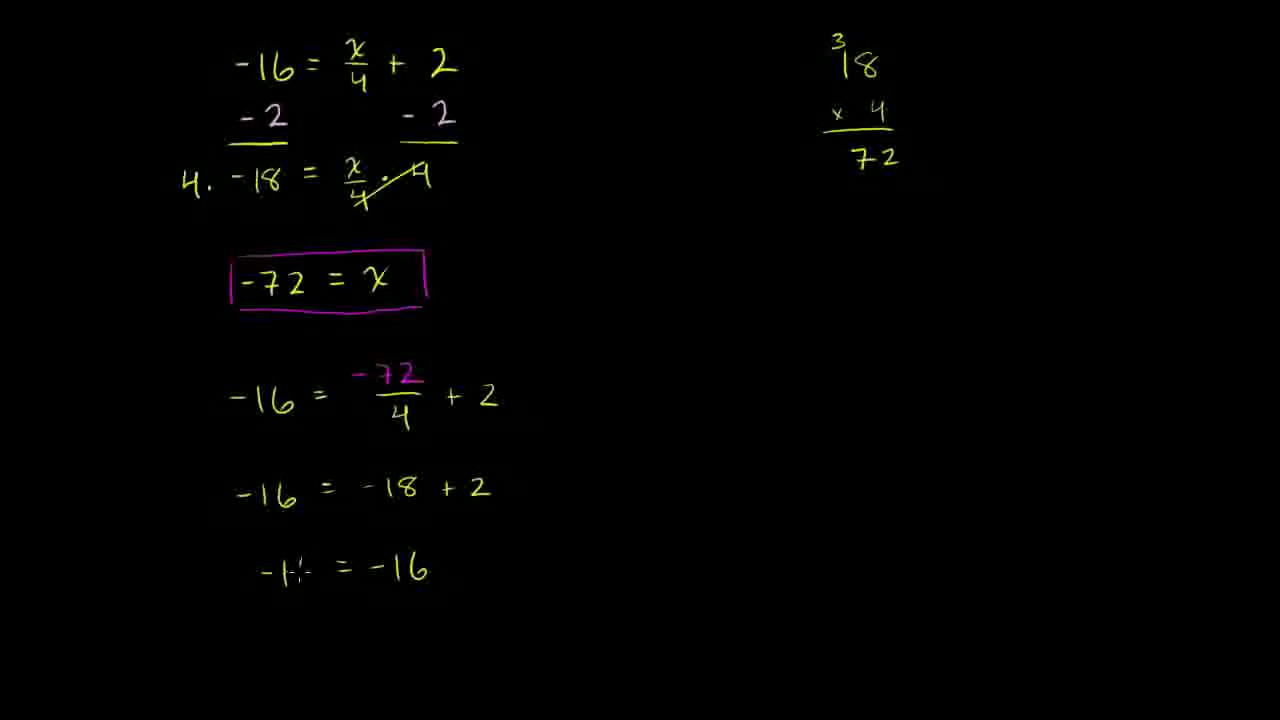 -16 = x/4 + 2
-2 -2
4 · -18 = x/4 · 4
-72 = x
-16 = -72/4 + 2
-16 = -18 + 2
-1 = -16
3
18
x 4
72